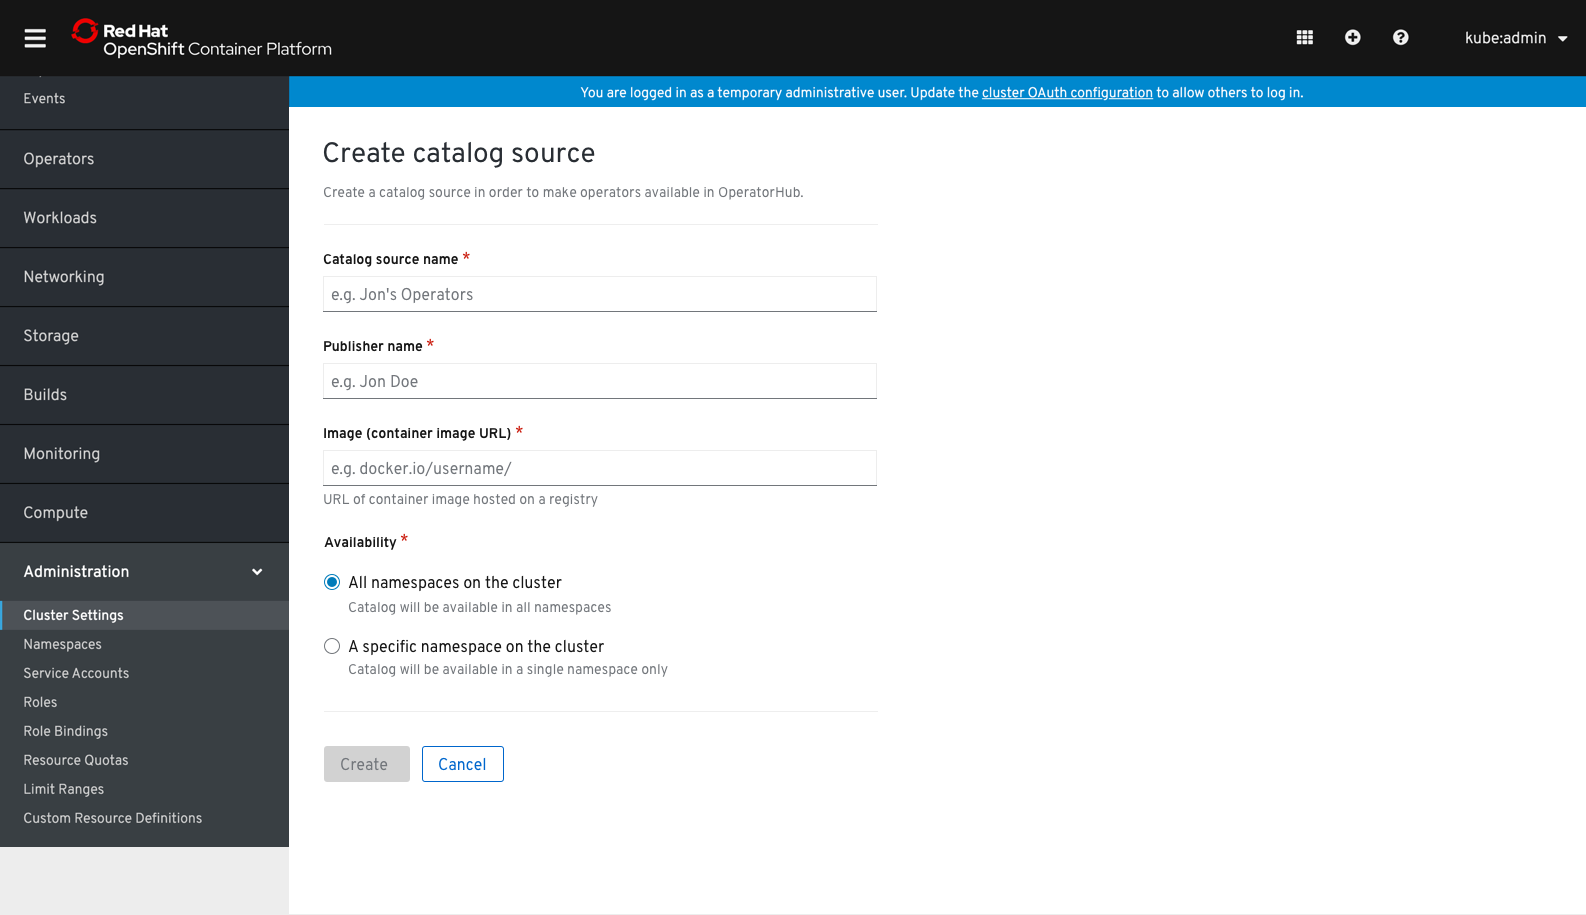 Red Hat
OpenShift Container Platform
kube:admin
You are logged in as a temporary administrative user. Update the cluster OAuth configuration to allow others to log in.
Events
Operators
Workloads
Networking
Storage
Builds
Monitoring
Compute
Administration
Cluster Settings
Namespaces
Service Accounts
Roles
Role Bindings
Resource Quotas
Limit Ranges
Custom Resource Definitions
Create catalog source
Create a catalog source in order to make operators available in OperatorHub.
Catalog source name *
e.g. Jon's Operators
Publisher name *
e.g. Jon Doe
Image (container image URL) *
e.g. docker.io/username/
URL of container image hosted on a registry
Availability *
All namespaces on the cluster
Catalog will be available in all namespaces
A specific namespace on the cluster
Catalog will be available in a single namespace only
Create
Cancel